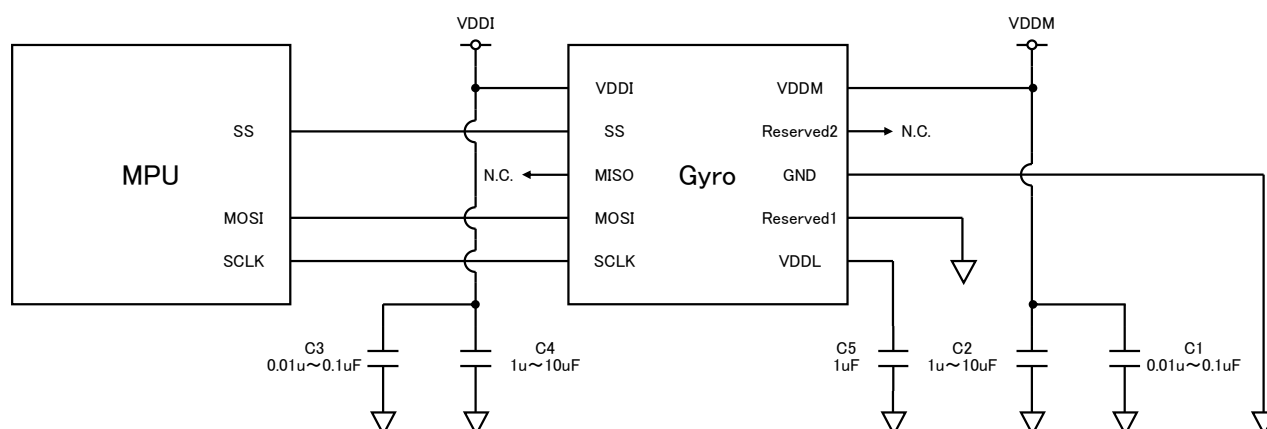 VDDI
VDDM
VDDI
VDDM
SS
SS
Reserved2
N.C.
MPU
N.C.
MISO
Gyro
GND
MOSI
MOSI
Reserved1
SCLK
SCLK
VDDL
C3
0.01u～0.1uF
C4
1u～10uF
C5
1uF
C2
1u～10uF
C1
0.01u～0.1uF